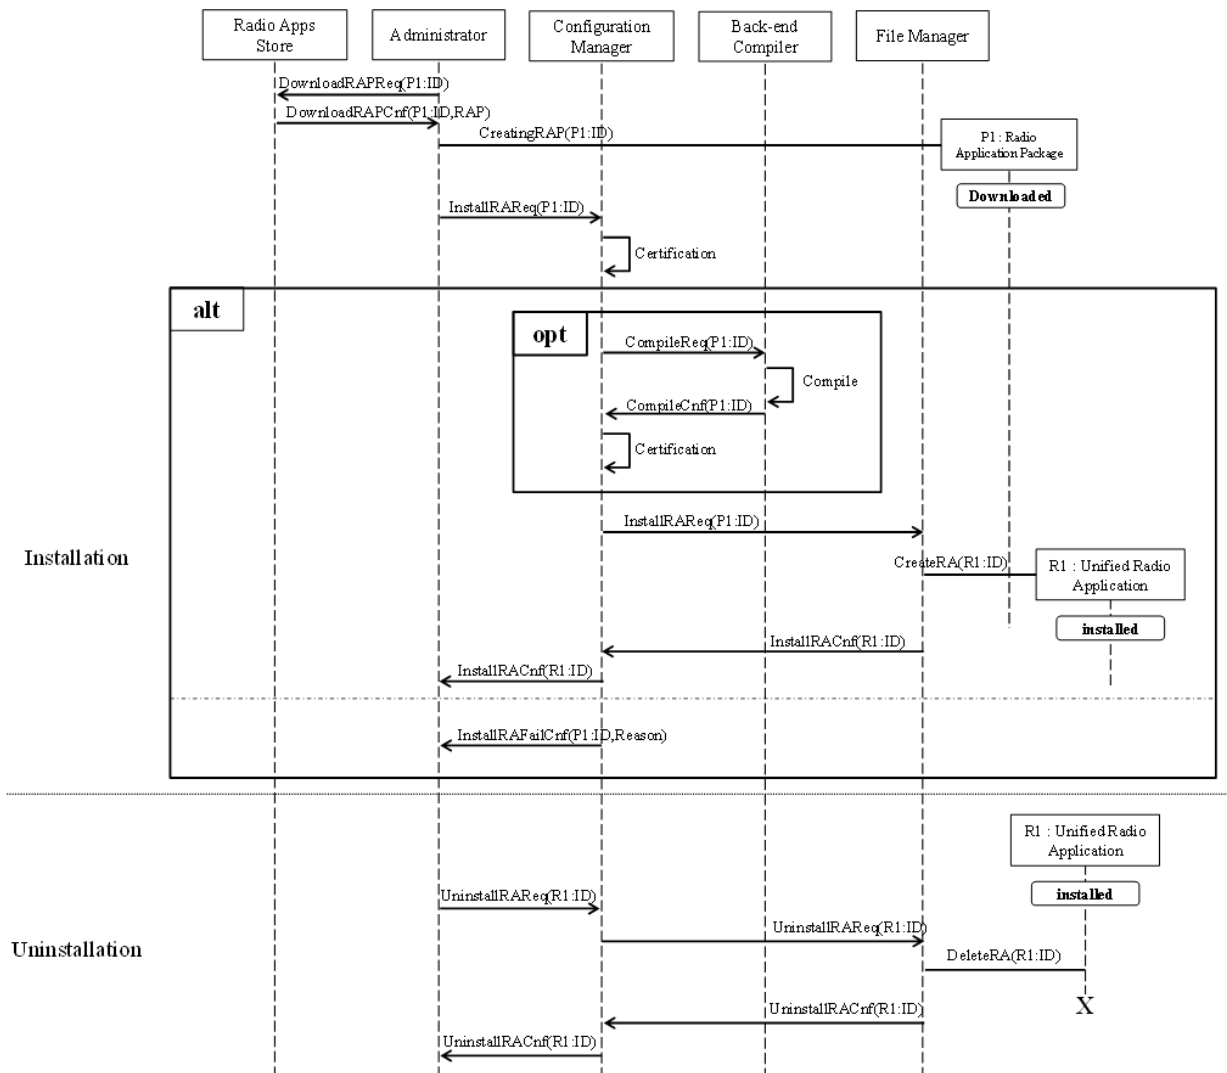 Radio Apps
Store
Administrator
Configuration
Manager
Back-end
Compiler
File Manager
DownloadRAPReq(P1:ID)
DownloadRAPCnf(P1:ID,RAP)
CreatingRAP(P1:ID)
P1 : Radio
Application Package
Downloaded
InstallRAReq(P1:ID)
Certification
alt
opt
CompileReq(P1:ID)
Compile
CompileCnf(P1:ID)
Certification
InstallRAReq(P1:ID)
Installation
CreateRA(R1:ID)
R1 : Unified Radio
Application
installed
InstallRACnf(R1:ID)
InstallRACnf(R1:ID)
InstallRAFailCnf(P1:ID,Reason)
R1 : Unified Radio
Application
installed
UninstallRAReq(R1:ID)
UninstallRAReq(R1:ID)
Uninstallation
DeleteRA(R1:ID)
X
UninstallRACnf(R1:ID)
UninstallRACnf(R1:ID)